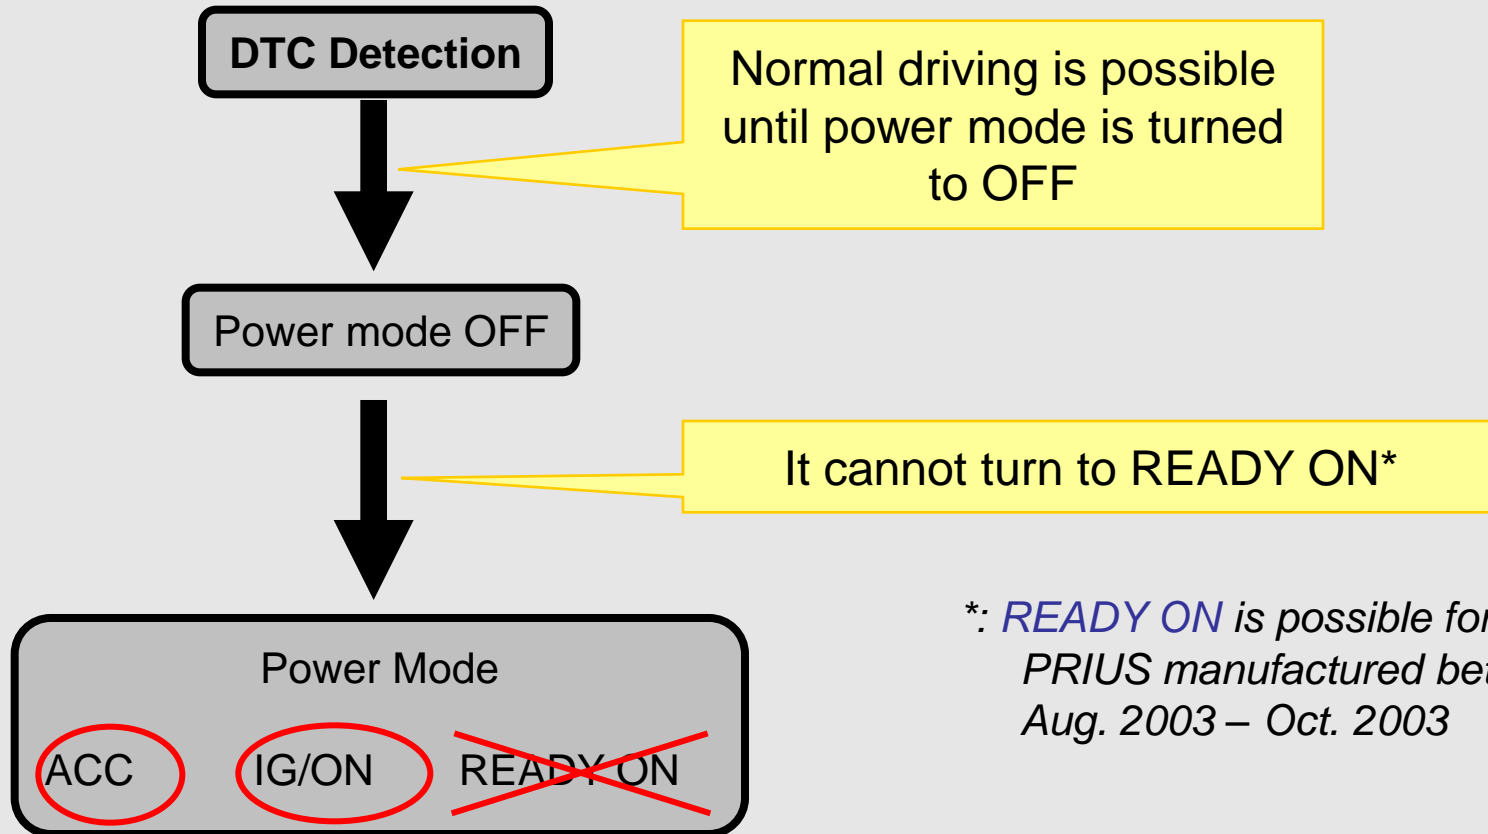 DTC Detection
Normal driving is possible
until power mode is turned
to OFF
Power mode OFF
It cannot turn to READY ON*
*: READY ON is possible for
PRIUS manufactured
Aug. 2003 – Oct. 2003
Power Mode
ACC IG/ON READY ON